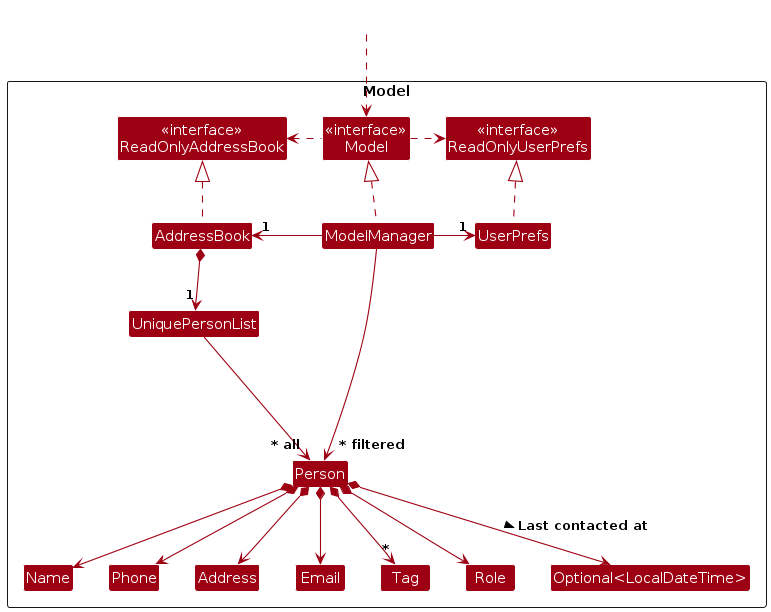 Model
«interface»
ReadOnlyAddressBook
«interface»
Model
«interface»
ReadOnlyUserPrefs
AddressBook
1
ModelManager
1
UserPrefs
1
UniquePersonList
* all
* filtered
Person
Last contacted at
*
Name
Phone
Address
Email
Tag
Role
Optional<LocalDateTime>